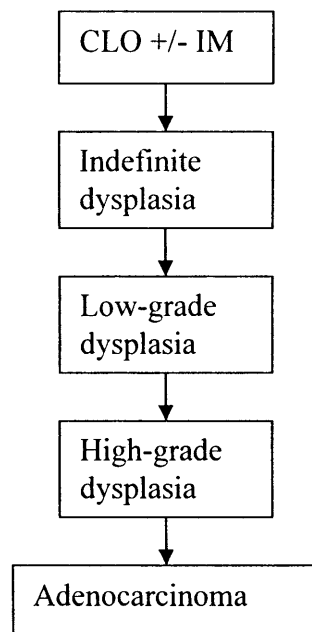 CLO +/- IM
Indefinite
dysplasia
Low-grade
dysplasia
High-grade
dysplasia
Adenocarcinoma